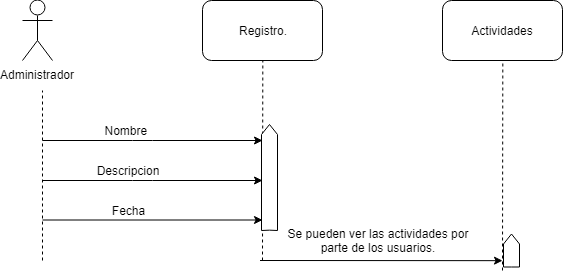 Registro.
Actividades
Administrador
Nombre
Descripcion
Fecha
Se pueden ver las actividades por
parte de los usuarios.